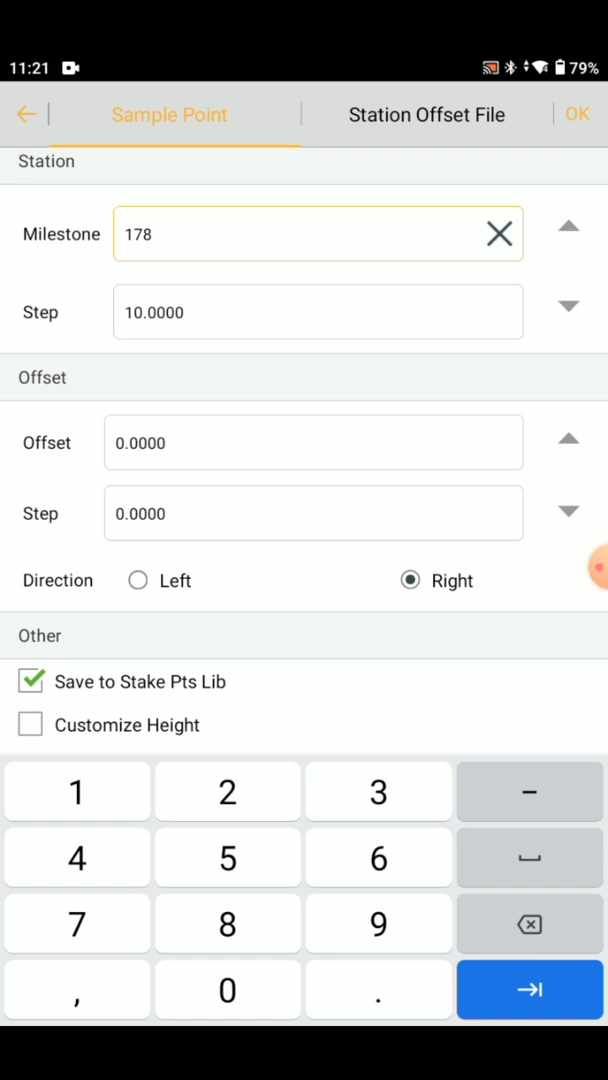 11:21 79%
Sample Point Station Offset File OK
Station
Milestone 178
Step 10.0000
Offset
Offset 0.0000
Step 0.0000
Direction Left Right
Other
Save to Stake Pts Lib
Customize Height
1 2 3 –
4 5 6
7 8 9
, 0 .